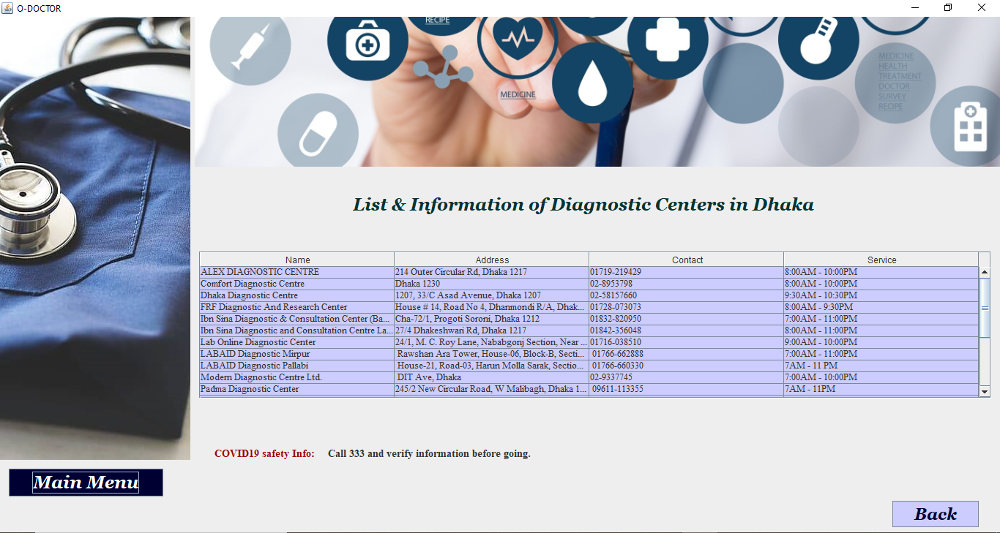 O-DOCTOR
RECIPE
MEDICINE
MEDICINE
HEALTH
TREATMENT
DOCTOR
SURVEY
RECIPE
List & Information of Diagnostic Centers in Dhaka
Name Address Contact Service
ALEX DIAGNOSTIC CENTRE 214 Outer Circular Rd, Dhaka 1217 01719-219429 8:00AM - 10:00PM
Comfort Diagnostic Centre Dhaka 1230 02-8953798 8:00AM - 10:00PM
Dhaka Diagnostic Centre 1207, 33/C Asad Avenue, Dhaka 1207 02-58157660 9:30AM - 10:30PM
FRF Diagnostic And Research Center House # 14, Road No 4, Dhanmondi R/A, Dhak... 01728-073073 8:00AM - 9:30PM
Ibn Sina Diagnostic & Consultation Center (Ba... Cha-72/1, Progoti Soroni, Dhaka 1212 01832-820950 7:00AM - 11:00PM
Ibn Sina Diagnostic and Consultation Centre La... 27/4 Dhakeshwari Rd, Dhaka 1217 01842-356048 8:00AM - 11:00PM
Lab Online Diagnostic Center 24/1, M. C. Roy Lane, Nababgonj Section, Near ... 01716-038510 9:00AM - 10:00PM
LABAID Diagnostic Mirpur Rawshan Ara Tower, House-06, Block-B, Secti... 01766-662888 7:00AM - 11:00PM
LABAID Diagnostic Pallabi House-21, Road-03, Harun Molla Sarak, Sectio... 01766-660330 7AM - 11 PM
Modern Diagnostic Centre Ltd. DIT Ave, Dhaka 02-9337745 7:00AM - 10:00PM
Padma Diagnostic Center 245/2 New Circular Road, W Malibagh, Dhaka 1... 09611-113355 7AM - 11PM
COVID19 safety Info: Call 333 and verify information before going.
Main Menu
Back